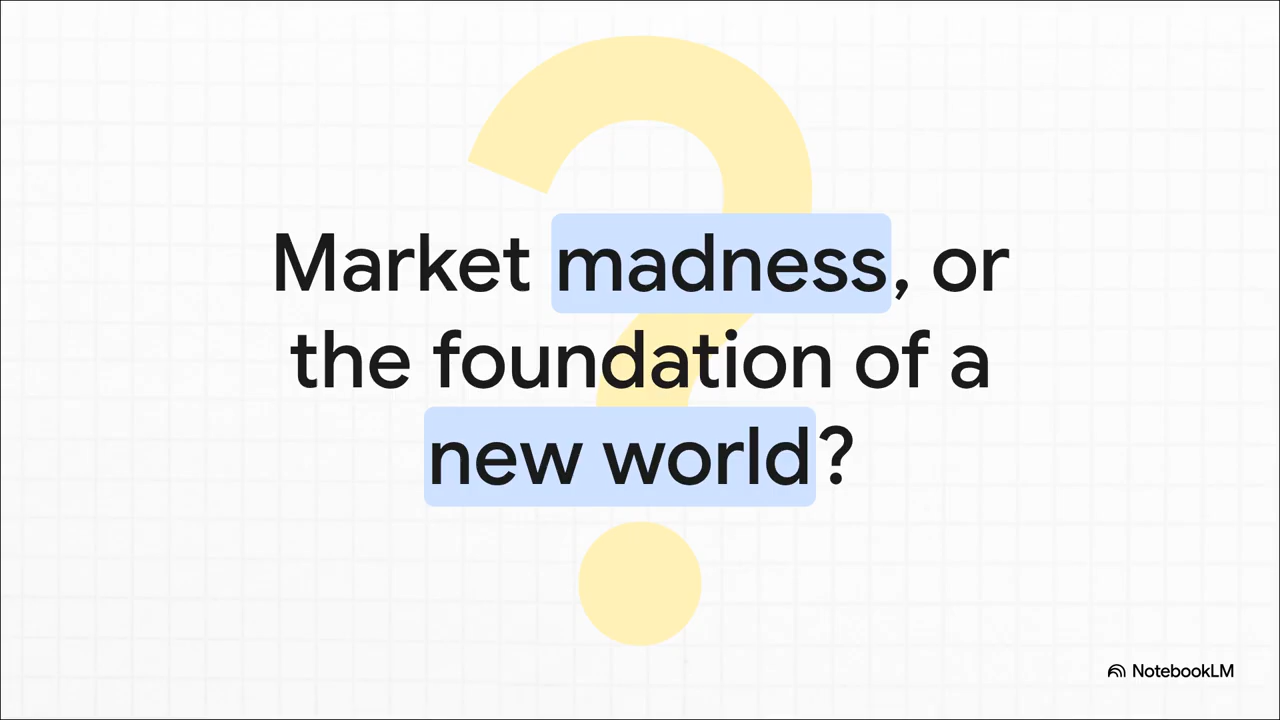 Market madness, or
the foundation of a
new world?
NotebookLM